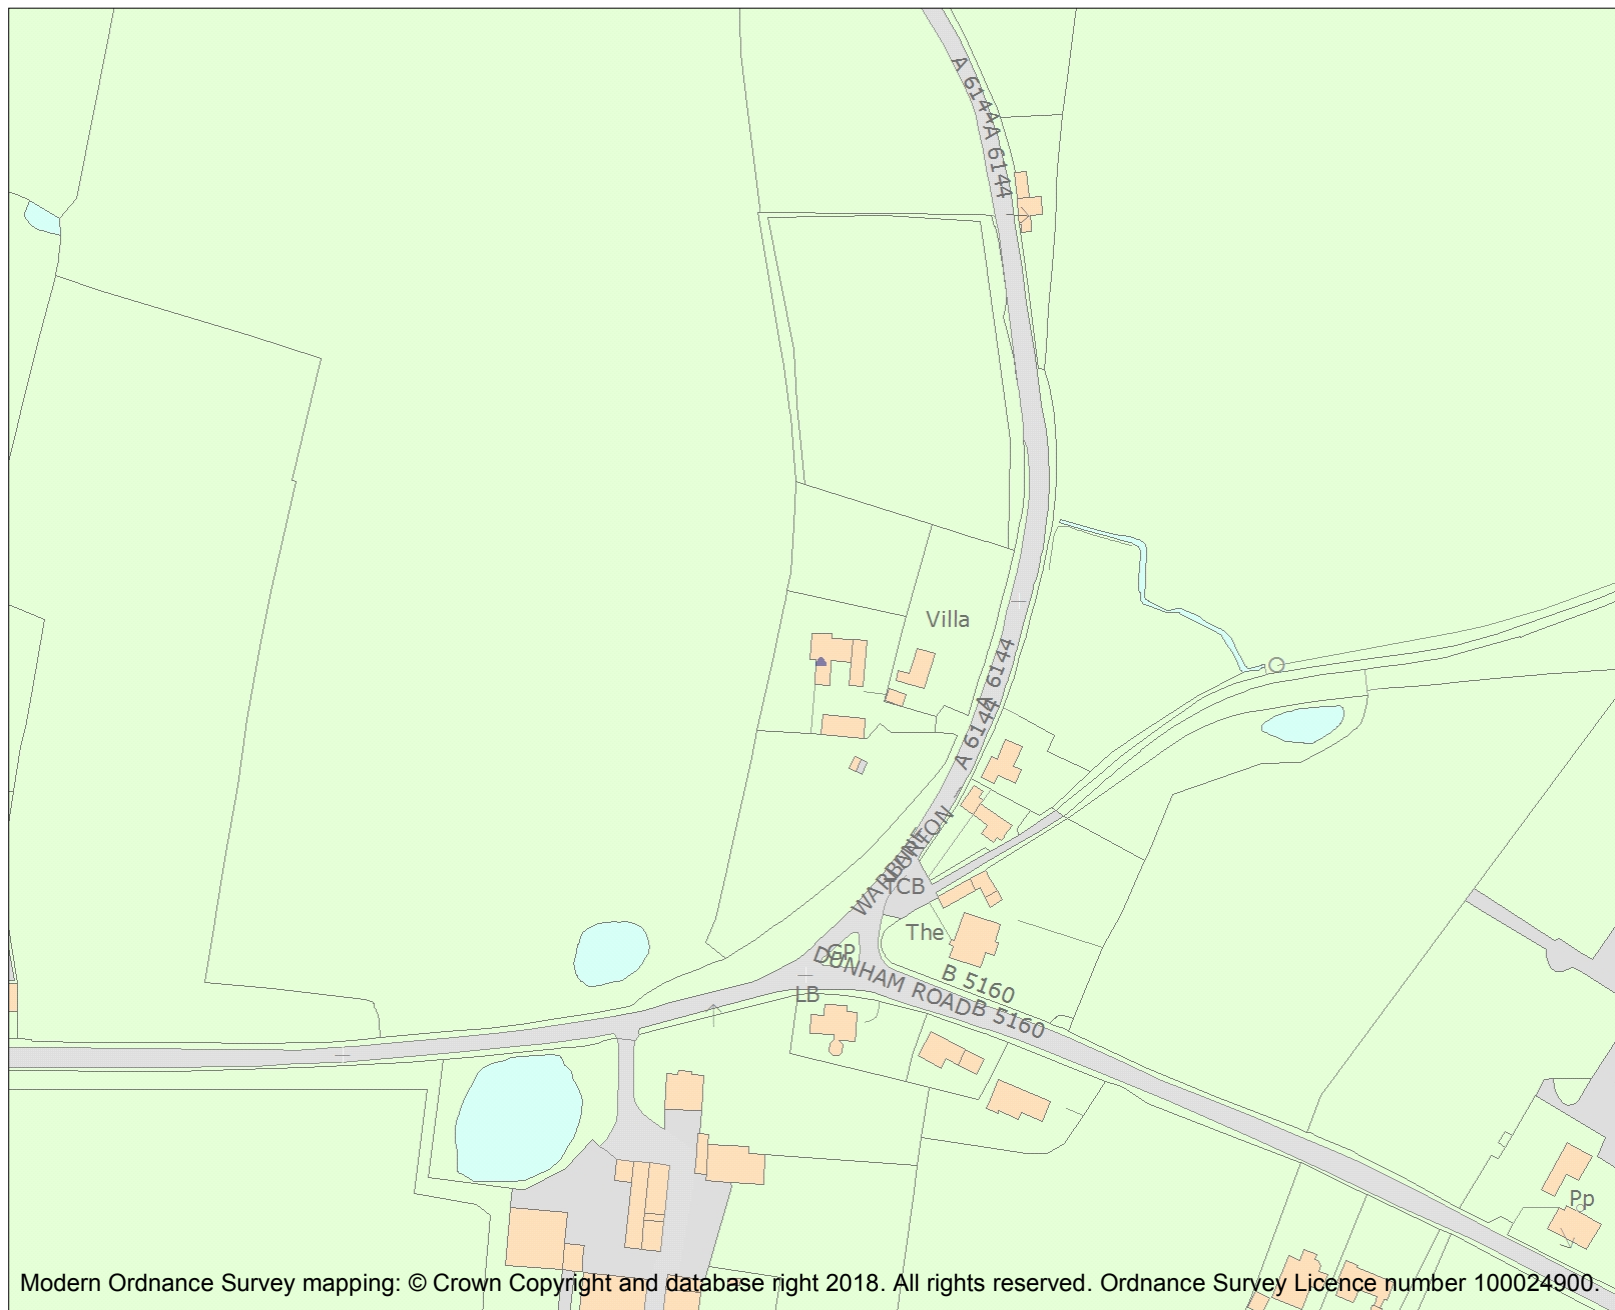 A 6144
A 6144
Villa
A 6144
A 6144
WARBURTON
LANE
TCB
The
GP
DUNHAM ROAD
B 5160
B 5160
LB
Pp
Modern Ordnance Survey mapping: © Crown Copyright and database right 2018. All rights reserved. Ordnance Survey Licence number 100024900.